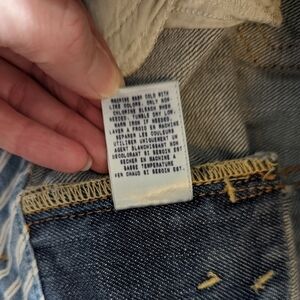 MACHINE WASH COLD WITH
LIKE COLORS. ONLY NON
CHLORINE BLEACH WHEN
NEEDED. TUMBLE DRY LOW
WARM IRON IF NEEDED.
LAVER A FROID EN MACHINE
SEPARER LES COULEURS
UTILISER UNIQUEMENT UN
AGENT BLANCHISSANT NON
DECOLORANT SI BESOIN EST
SECHER EN MACHINE A
BASSE TEMPERATURE
FER CHAUD SI BESOIN EST.